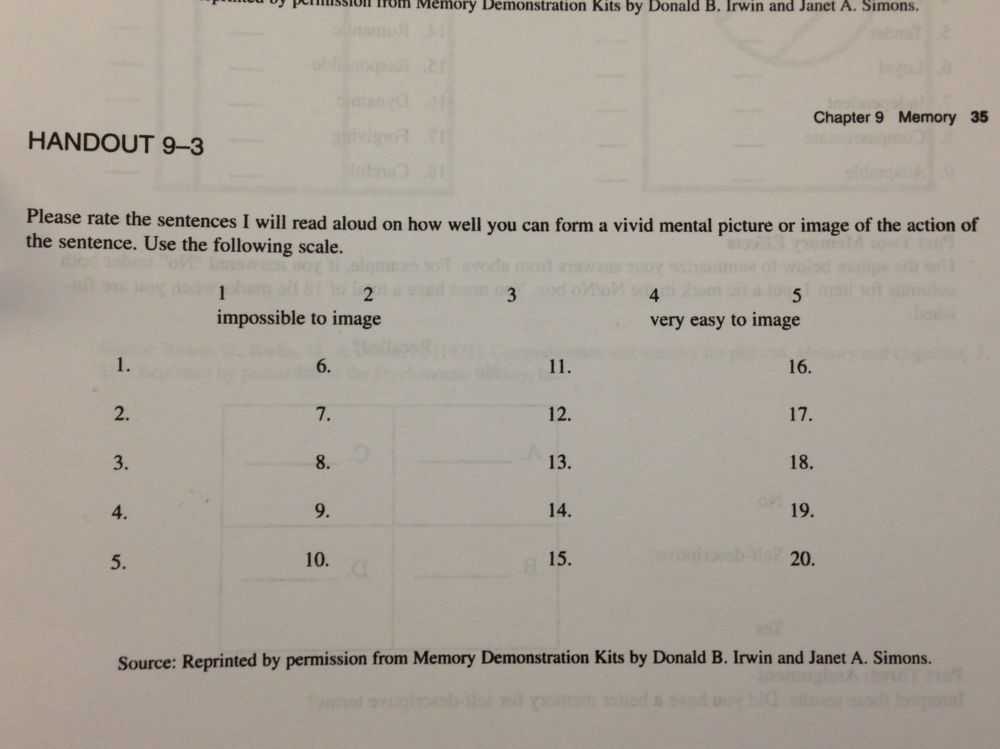 by permission from Memory Demonstration Kits by Donald B. Irwin and Janet A. Simons.
Chapter 9 Memory 35
HANDOUT 9–3
Please rate the sentences I will read aloud on how well you can form a vivid mental picture or image of the action of
the sentence. Use the following scale.
1 2 3 4 5
impossible to image very easy to image
1. 6. 11. 16.
2. 7. 12. 17.
3. 8. 13. 18.
4. 9. 14. 19.
5. 10. 15. 20.
Source: Reprinted by permission from Memory Demonstration Kits by Donald B. Irwin and Janet A. Simons.